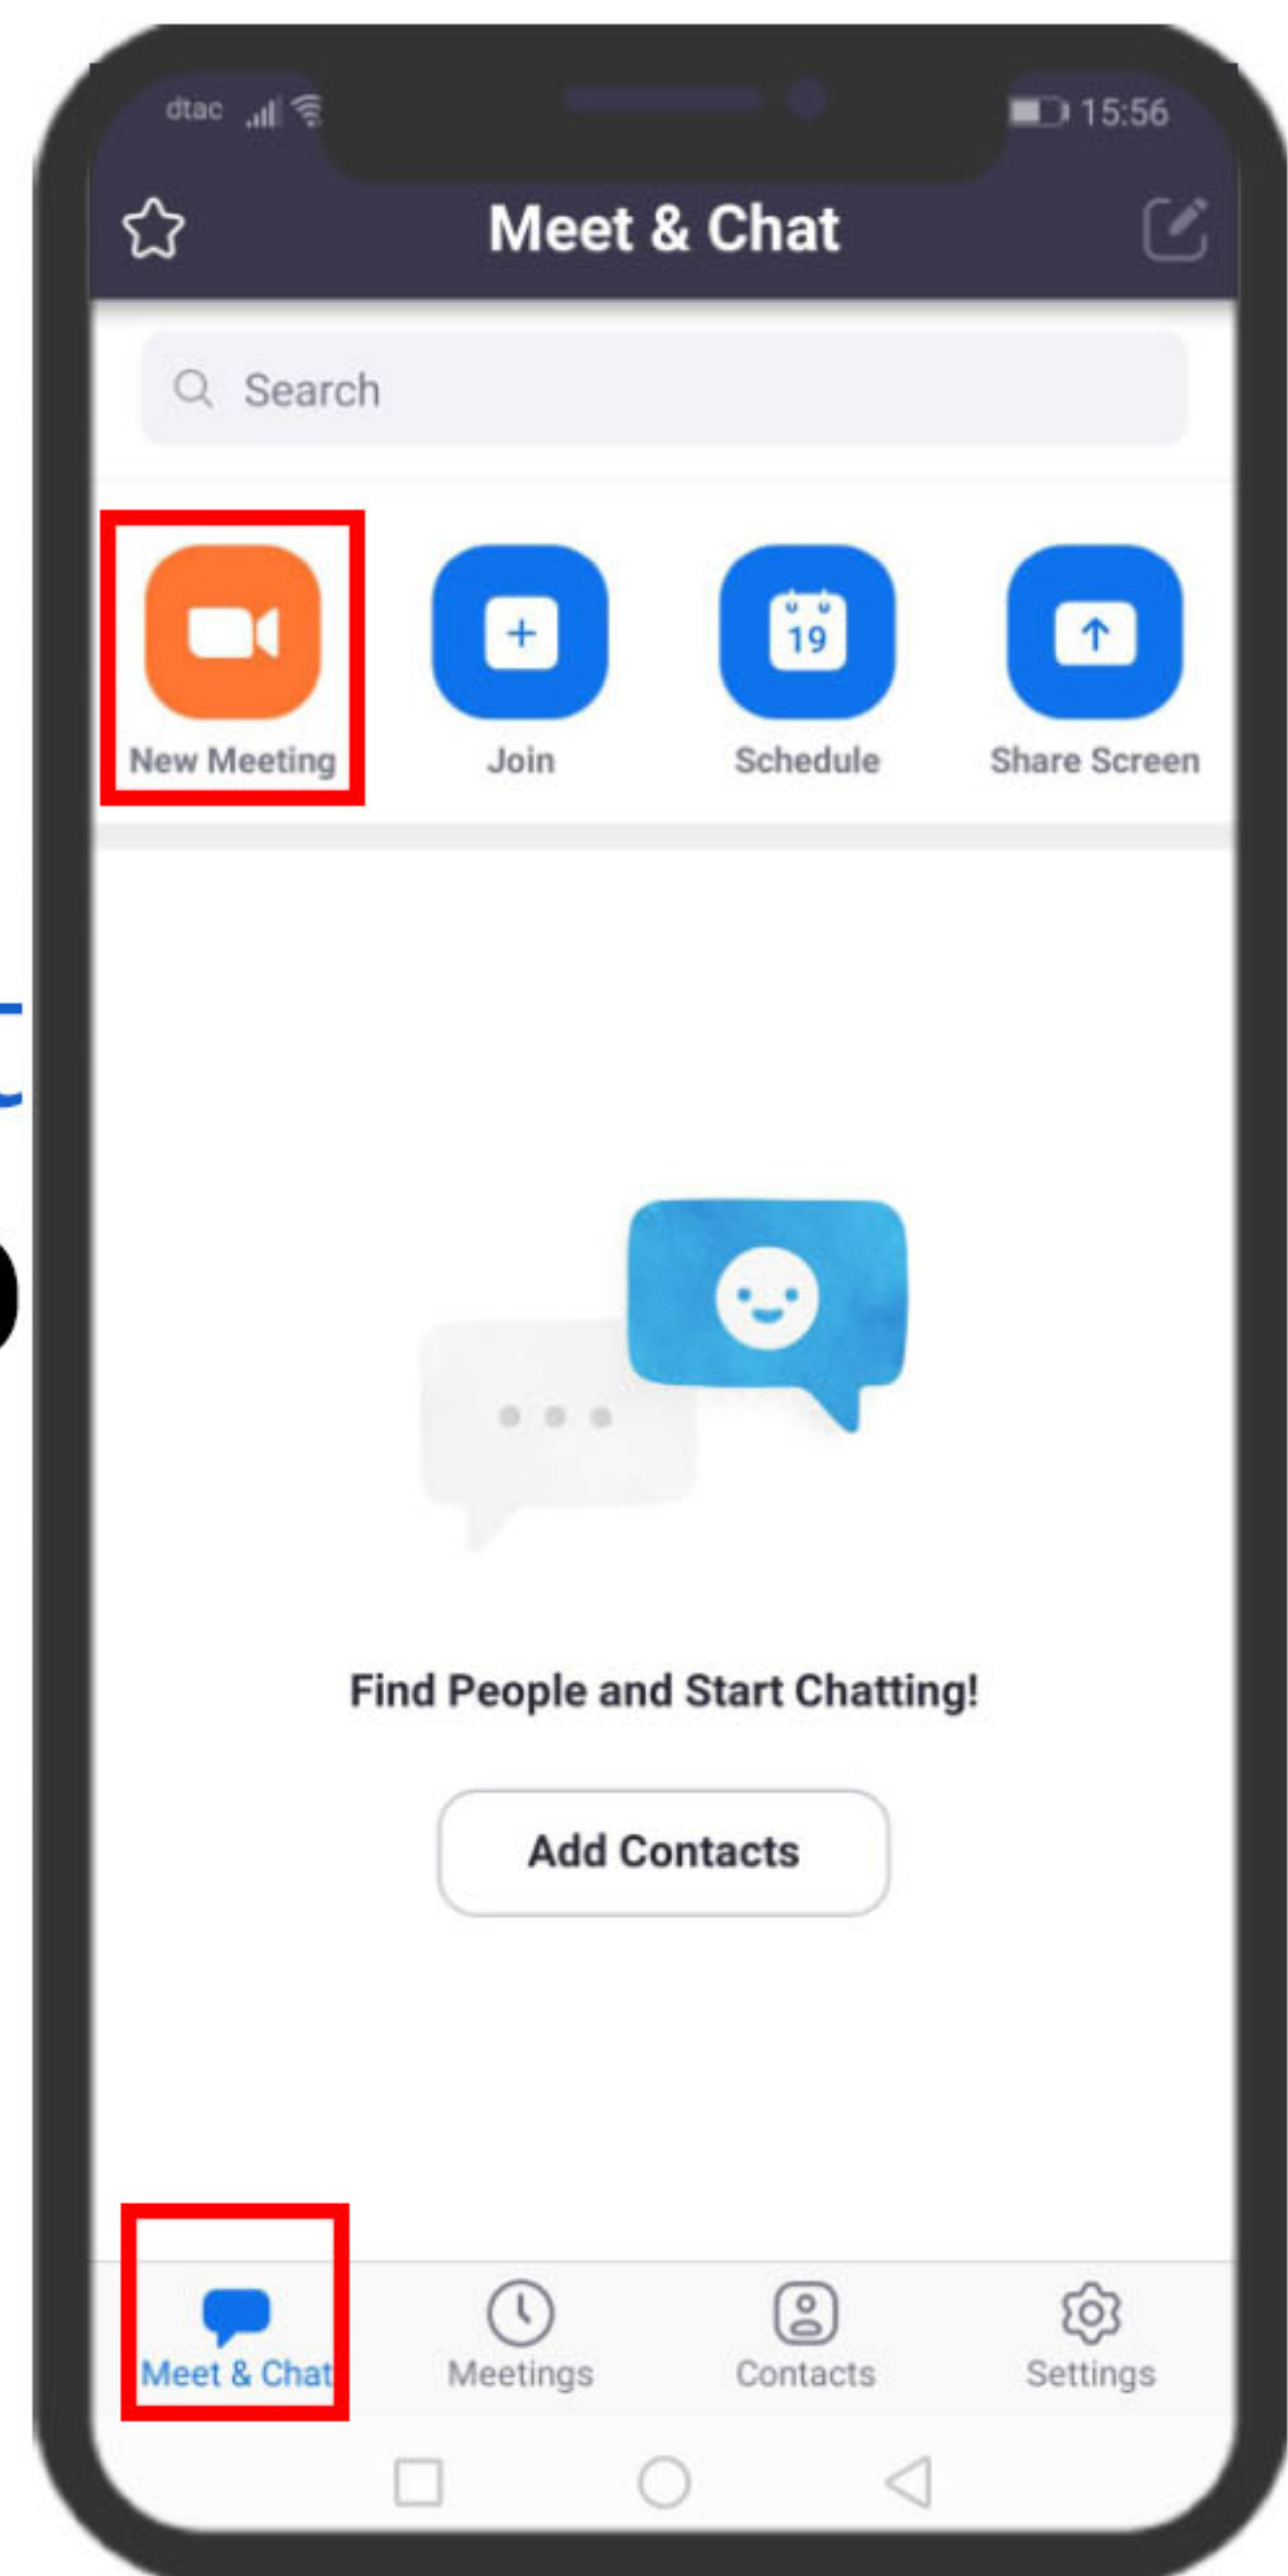 dtac 15:56
Meet & Chat
Search
19
New Meeting Join Schedule Share Screen
t
Find People and Start Chatting!
Add Contacts
Meet & Chat Meetings Contacts Settings